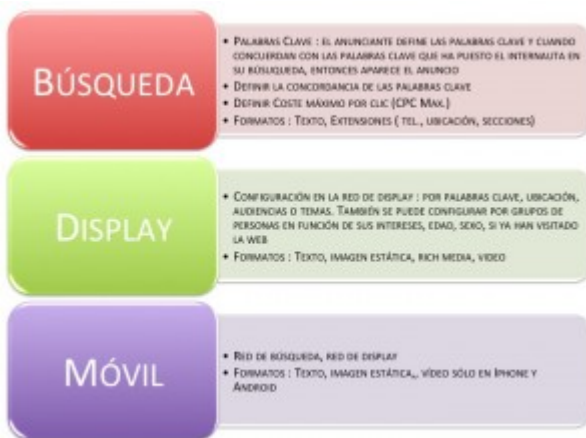 BÚSQUEDA
• PALABRAS CLAVE : EL ANUNCIANTE DEFINE LAS PALABRAS CLAVE Y CUANDO
CONCUERDAN CON LAS PALABRAS CLAVE QUE HA PUESTO EL INTERNAUTA EN
SU BÚSUQUEDA, ENTONCES APARECE EL ANUNCIO
• DEFINIR LA CONCORDANCIA DE LAS PALABRAS CLAVE
• DEFINIR COSTE MÁXIMO POR CLIC (CPC MAX.)
• FORMATOS : TEXTO, EXTENSIONES ( TEL., UBICACIÓN, SECCIONES)
DISPLAY
• CONFIGURACIÓN EN LA RED DE DISPLAY : POR PALABRAS CLAVE, UBICACIÓN,
AUDIENCIAS O TEMAS. TAMBIÉN SE PUEDE CONFIGURAR POR GRUPOS DE
PERSONAS EN FUNCIÓN DE SUS INTERESES, EDAD, SEXO, SI YA HAN VISITADO
LA WEB
• FORMATOS : TEXTO, IMAGEN ESTÁTICA, RICH MEDIA, VIDEO
MÓVIL
• RED DE BÚSQUEDA, RED DE DISPLAY
• FORMATOS : TEXTO, IMAGEN ESTÁTICA,, VÍDEO SÓLO EN IPHONE Y
ANDROID